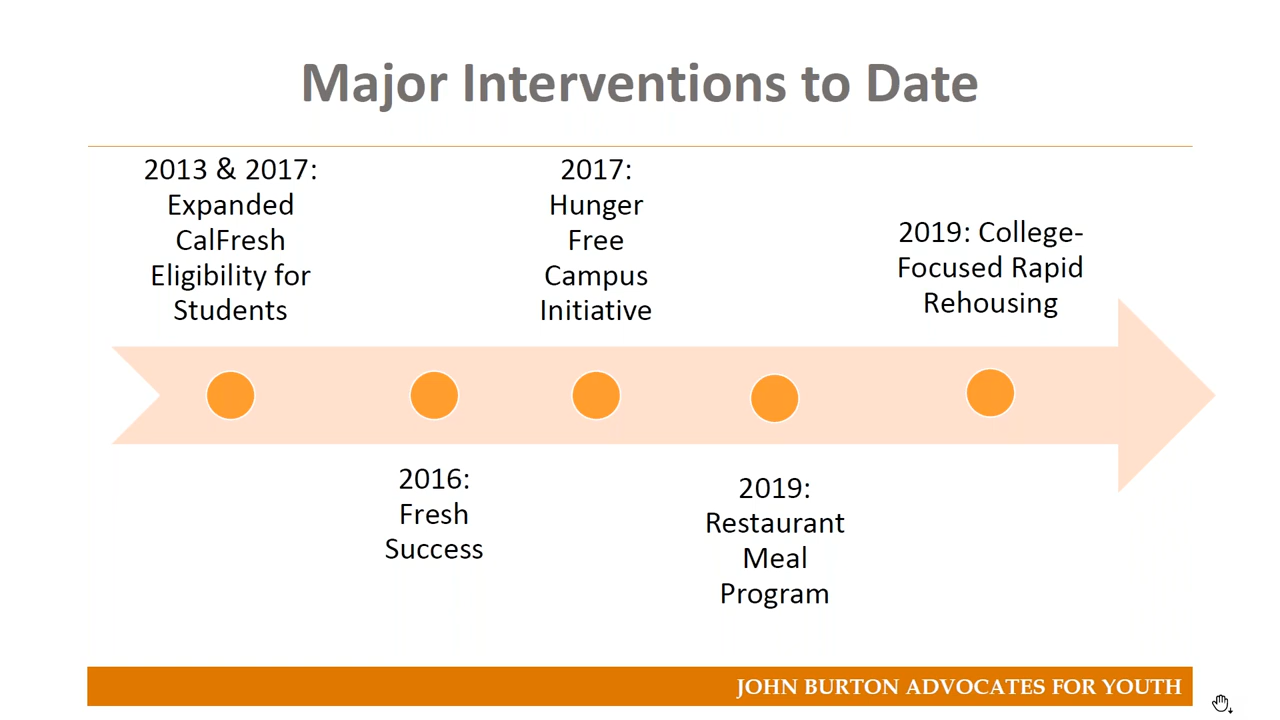 Major Interventions to Date
2013 & 2017:
Expanded
CalFresh
Eligibility for
Students
2016:
Fresh
Success
2017:
Hunger
Free
Campus
Initiative
2019:
Restaurant
Meal
Program
2019: College-
Focused Rapid
Rehousing
JOHN BURTON ADVOCATES FOR YOUTH